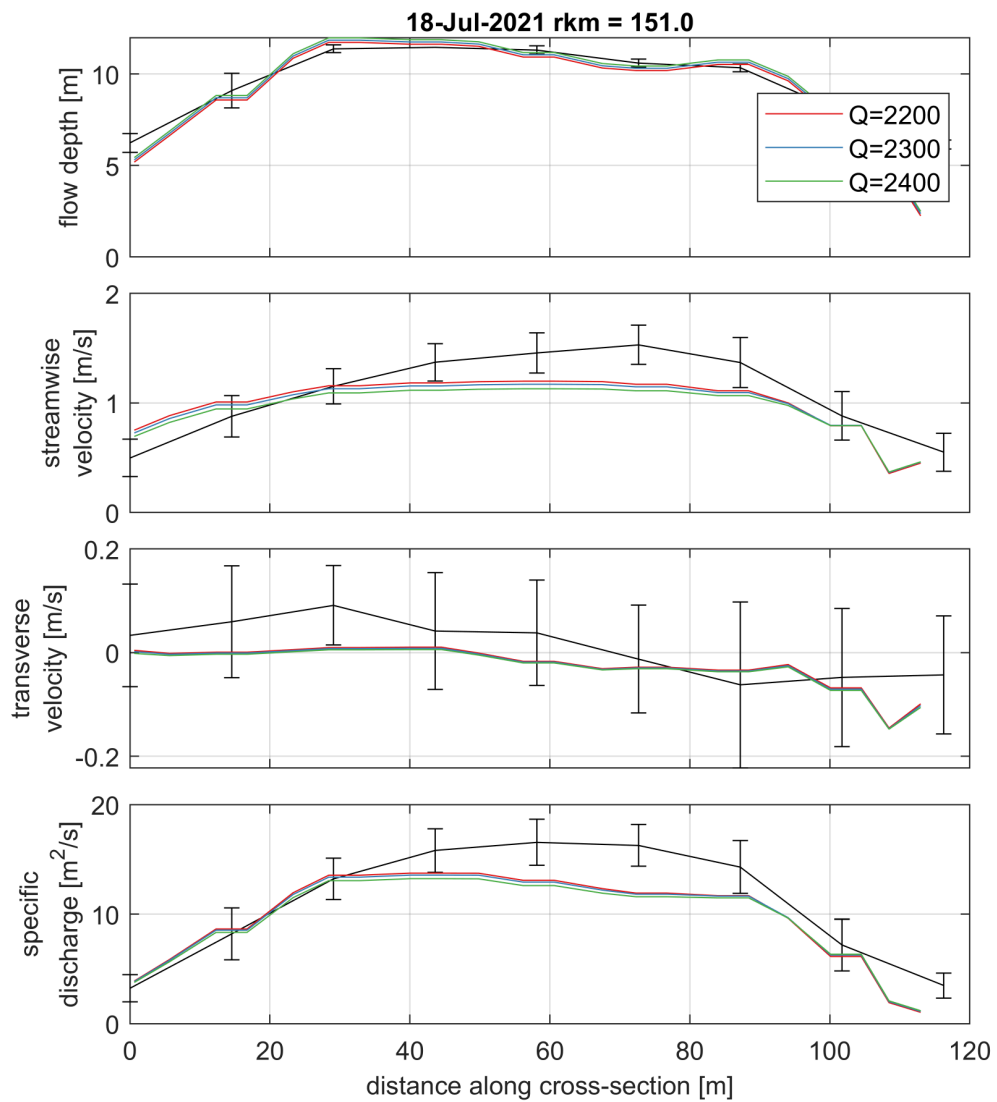 18-Jul-2021 rkm = 151.0
flow depth [m]
10
5
0
Q=2200
Q=2300
Q=2400
streamwise
velocity [m/s]
2
1
0
transverse
velocity [m/s]
0.2
0
-0.2
specific
discharge [m²/s]
20
10
0
0 20 40 60 80 100 120
distance along cross-section [m]